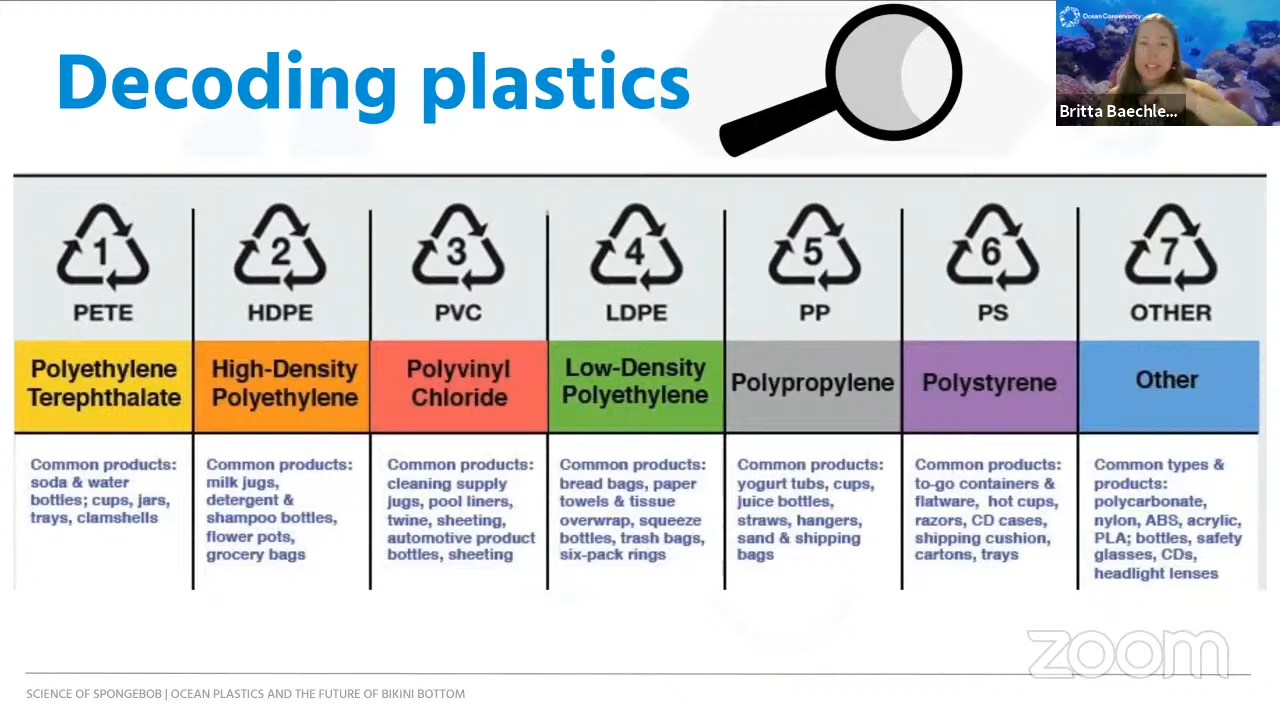 Decoding plastics
Ocean Conservancy
Britta Baechle...
1
PETE
Polyethylene
Terephthalate
Common products:
soda & water
bottles; cups, jars,
trays, clamshells
2
HDPE
High-Density
Polyethylene
Common products:
milk jugs,
detergent &
shampoo bottles,
flower pots,
grocery bags
3
PVC
Polyvinyl
Chloride
Common products:
cleaning supply
jugs, pool liners,
twine, sheeting,
automotive product
bottles, sheeting
4
LDPE
Low-Density
Polyethylene
Common products:
bread bags, paper
towels & tissue
overwrap, squeeze
bottles, trash bags,
six-pack rings
5
PP
Polypropylene
Common products:
yogurt tubs, cups,
juice bottles,
straws, hangers,
sand & shipping
bags
6
PS
Polystyrene
Common products:
to-go containers &
flatware, hot cups,
razors, CD cases,
shipping cushion,
cartons, trays
7
OTHER
Other
Common types &
products:
polycarbonate,
nylon, ABS, acrylic,
PLA; bottles, safety
glasses, CDs,
headlight lenses
zoom
SCIENCE OF SPONGEBOB | OCEAN PLASTICS AND THE FUTURE OF BIKINI BOTTOM